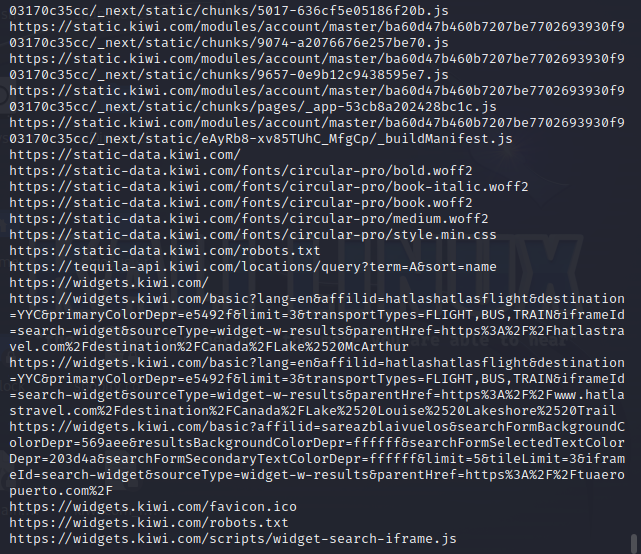 03170c35cc/_next/static/chunks/5017-636cf5e05186f20b.js
https://static.kiwi.com/modules/account/master/ba60d47b460b7207be7702693930f9
03170c35cc/_next/static/chunks/9074-a2076676e257be70.js
https://static.kiwi.com/modules/account/master/ba60d47b460b7207be7702693930f9
03170c35cc/_next/static/chunks/9657-0e9b12c9438595e7.js
https://static.kiwi.com/modules/account/master/ba60d47b460b7207be7702693930f9
03170c35cc/_next/static/chunks/pages/_app-53cb8a202428bc1c.js
https://static.kiwi.com/modules/account/master/ba60d47b460b7207be7702693930f9
03170c35cc/_next/static/eAyRb8-xv85TUhC_MfgCp/_buildManifest.js
https://static-data.kiwi.com/
https://static-data.kiwi.com/fonts/circular-pro/bold.woff2
https://static-data.kiwi.com/fonts/circular-pro/book-italic.woff2
https://static-data.kiwi.com/fonts/circular-pro/book.woff2
https://static-data.kiwi.com/fonts/circular-pro/medium.woff2
https://static-data.kiwi.com/fonts/circular-pro/style.min.css
https://static-data.kiwi.com/robots.txt
https://tequila-api.kiwi.com/locations/query?term=A&sort=name
https://widgets.kiwi.com/
https://widgets.kiwi.com/basic?lang=en&affilid=hatlashatlasflight&destination
=YYC&primaryColorDepr=e5492f&limit=3&transportTypes=FLIGHT,BUS,TRAIN&iframeId
=search-widget&sourceType=widget-w-results&parentHref=https%3A%2F%2Fhatlastra
vel.com%2Fdestination%2FCanada%2FLake%2520McArthur
https://widgets.kiwi.com/basic?lang=en&affilid=hatlashatlasflight&destination
=YYC&primaryColorDepr=e5492f&limit=3&transportTypes=FLIGHT,BUS,TRAIN&iframeId
=search-widget&sourceType=widget-w-results&parentHref=https%3A%2F%2Fwww.hatla
stravel.com%2Fdestination%2FCanada%2FLake%2520Louise%2520Lakeshore%2520Trail
https://widgets.kiwi.com/basic?affilid=sareazblaivuelos&searchFormBackgroundC
olorDepr=569aee&resultsBackgroundColorDepr=ffffff&searchFormSelectedTextColor
Depr=203d4a&searchFormSecondaryTextColorDepr=ffffff&limit=5&tileLimit=3&ifram
eId=search-widget&sourceType=widget-w-results&parentHref=https%3A%2F%2Ftuaero
puerto.com%2F
https://widgets.kiwi.com/favicon.ico
https://widgets.kiwi.com/robots.txt
https://widgets.kiwi.com/scripts/widget-search-iframe.js